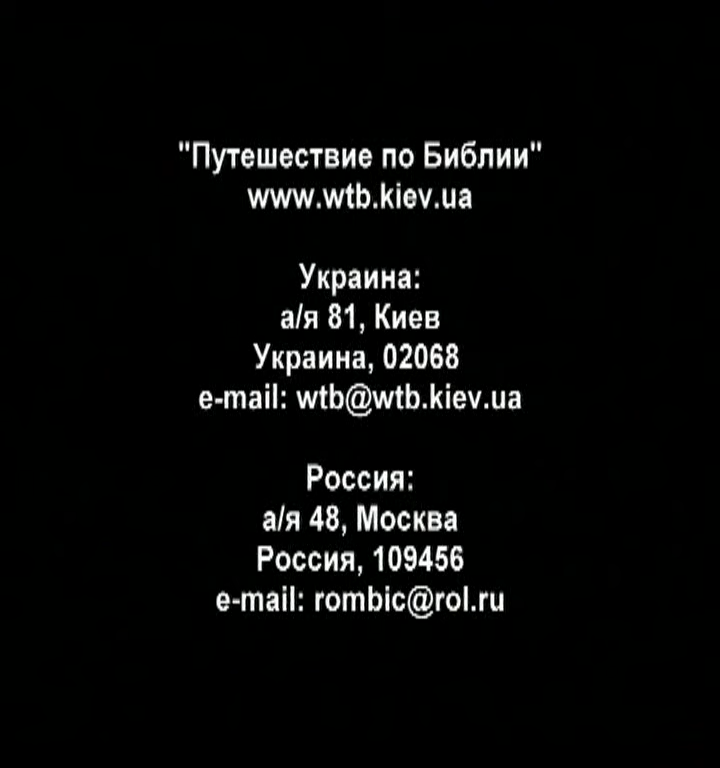 "Путешествие по Библии"
www.wtb.kiev.ua
Украина:
а/я 81, Киев
Украина, 02068
e-mail: wtb@wtb.kiev.ua
Россия:
а/я 48, Москва
Россия, 109456
e-mail: rombic@rol.ru